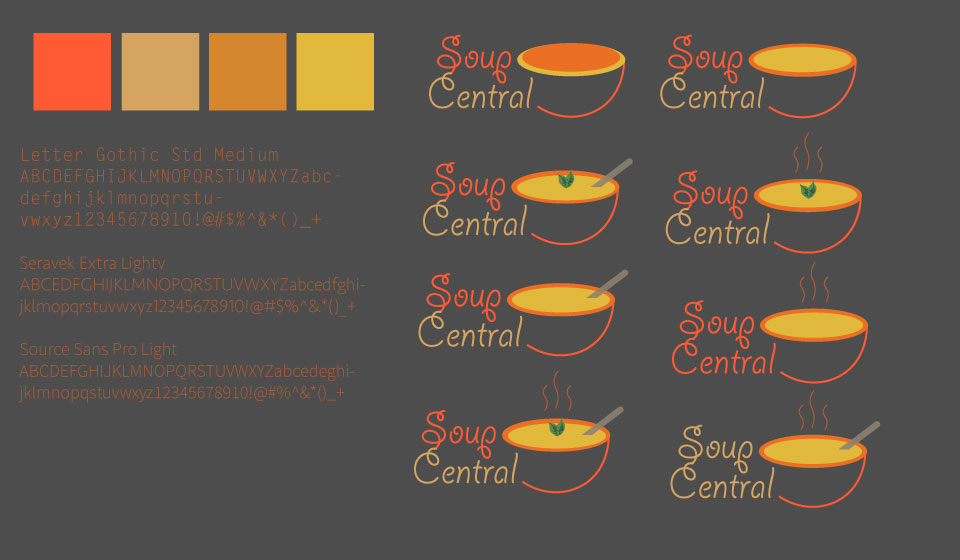 Letter Gothic Std Medium
ABCDEFGHIJKLMNOPQRSTUVWXYZabc-
defghijklmnopqrstu-
vwxyz12345678910!@#$%^&*()_+
Seravek Extra Lightv
ABCEDFGHIJKLMNOPQRSTUVWXYZabcedfghi-
jklmopqrstuvwxyz12345678910!@#$%^&*()_+
Source Sans Pro Light
ABCDEFGHIJKLMNOPQRSTUVWXYZabcedeghi-
jklmnopqrstuvwxyz12345678910!@#%^&*()_+
Soup
Central
Soup
Central
Soup
Central
Soup
Central
Soup
Central
Soup
Central
Soup
Central
Soup
Central